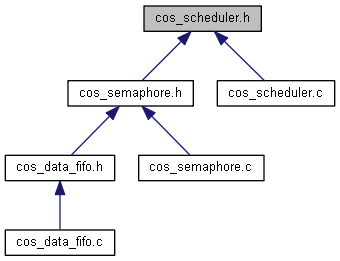 cos_scheduler.h
cos_semaphore.h
cos_scheduler.c
cos_data_fifo.h
cos_semaphore.c
cos_data_fifo.c